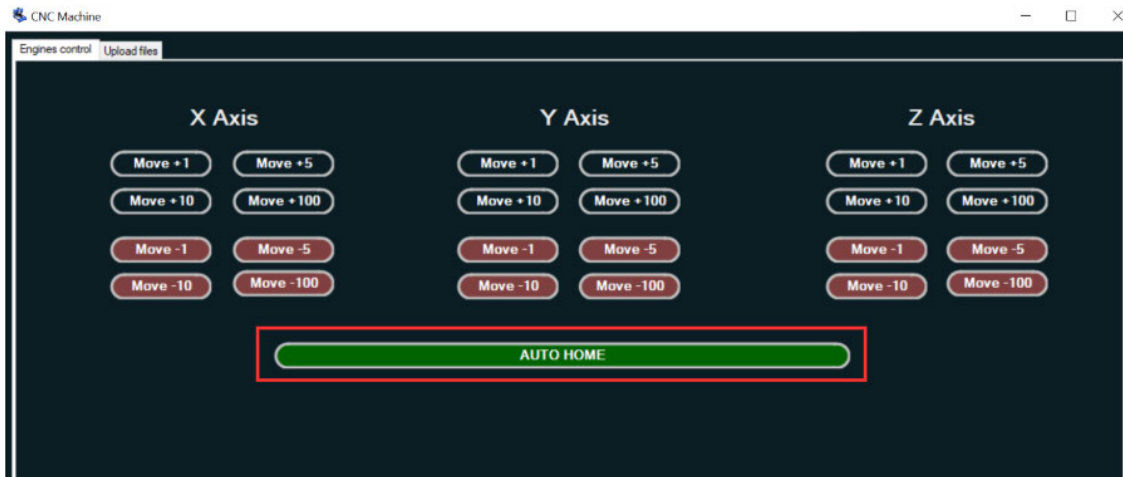 CNC Machine
Engines control Upload files
X Axis Y Axis Z Axis
Move +1 Move +5 Move +1 Move +5 Move +1 Move +5
Move +10 Move +100 Move +10 Move +100 Move +10 Move +100
Move -1 Move -5 Move -1 Move -5 Move -1 Move -5
Move -10 Move -100 Move -10 Move -100 Move -10 Move -100
AUTO HOME